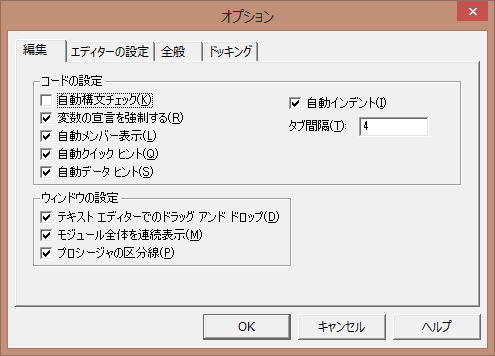 オプション
編集 エディターの設定 全般 ドッキング
コードの設定
自動構文チェック(K)
変数の宣言を強制する(R)
自動メンバー表示(L)
自動クイック ヒント(Q)
自動データ ヒント(S)
自動インデント(I)
タブ間隔(T): 4
ウィンドウの設定
テキスト エディターでのドラッグ アンド ドロップ(D)
モジュール全体を連続表示(M)
プロシージャの区分線(P)
OK キャンセル ヘルプ